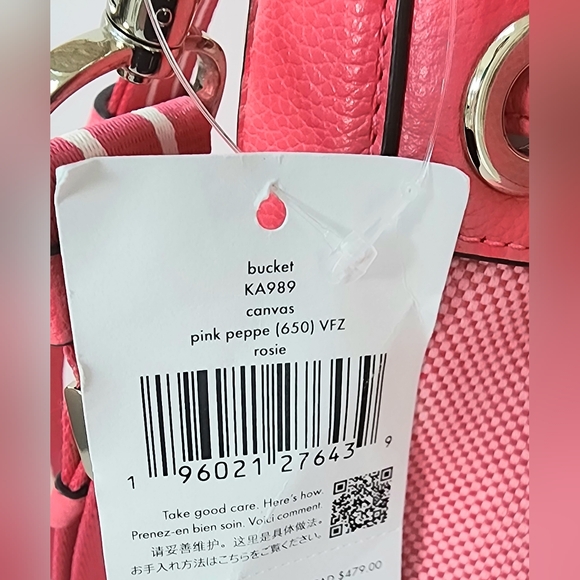 bucket
KA989
canvas
pink peppe (650) VFZ
rosie
1 96021 27643 9
Take good care. Here's how.
Prenez-en bien soin. Voici comment.
请妥善维护。这里是具体做法。
お手入れ方法はこちらをご覧ください。
$479.00